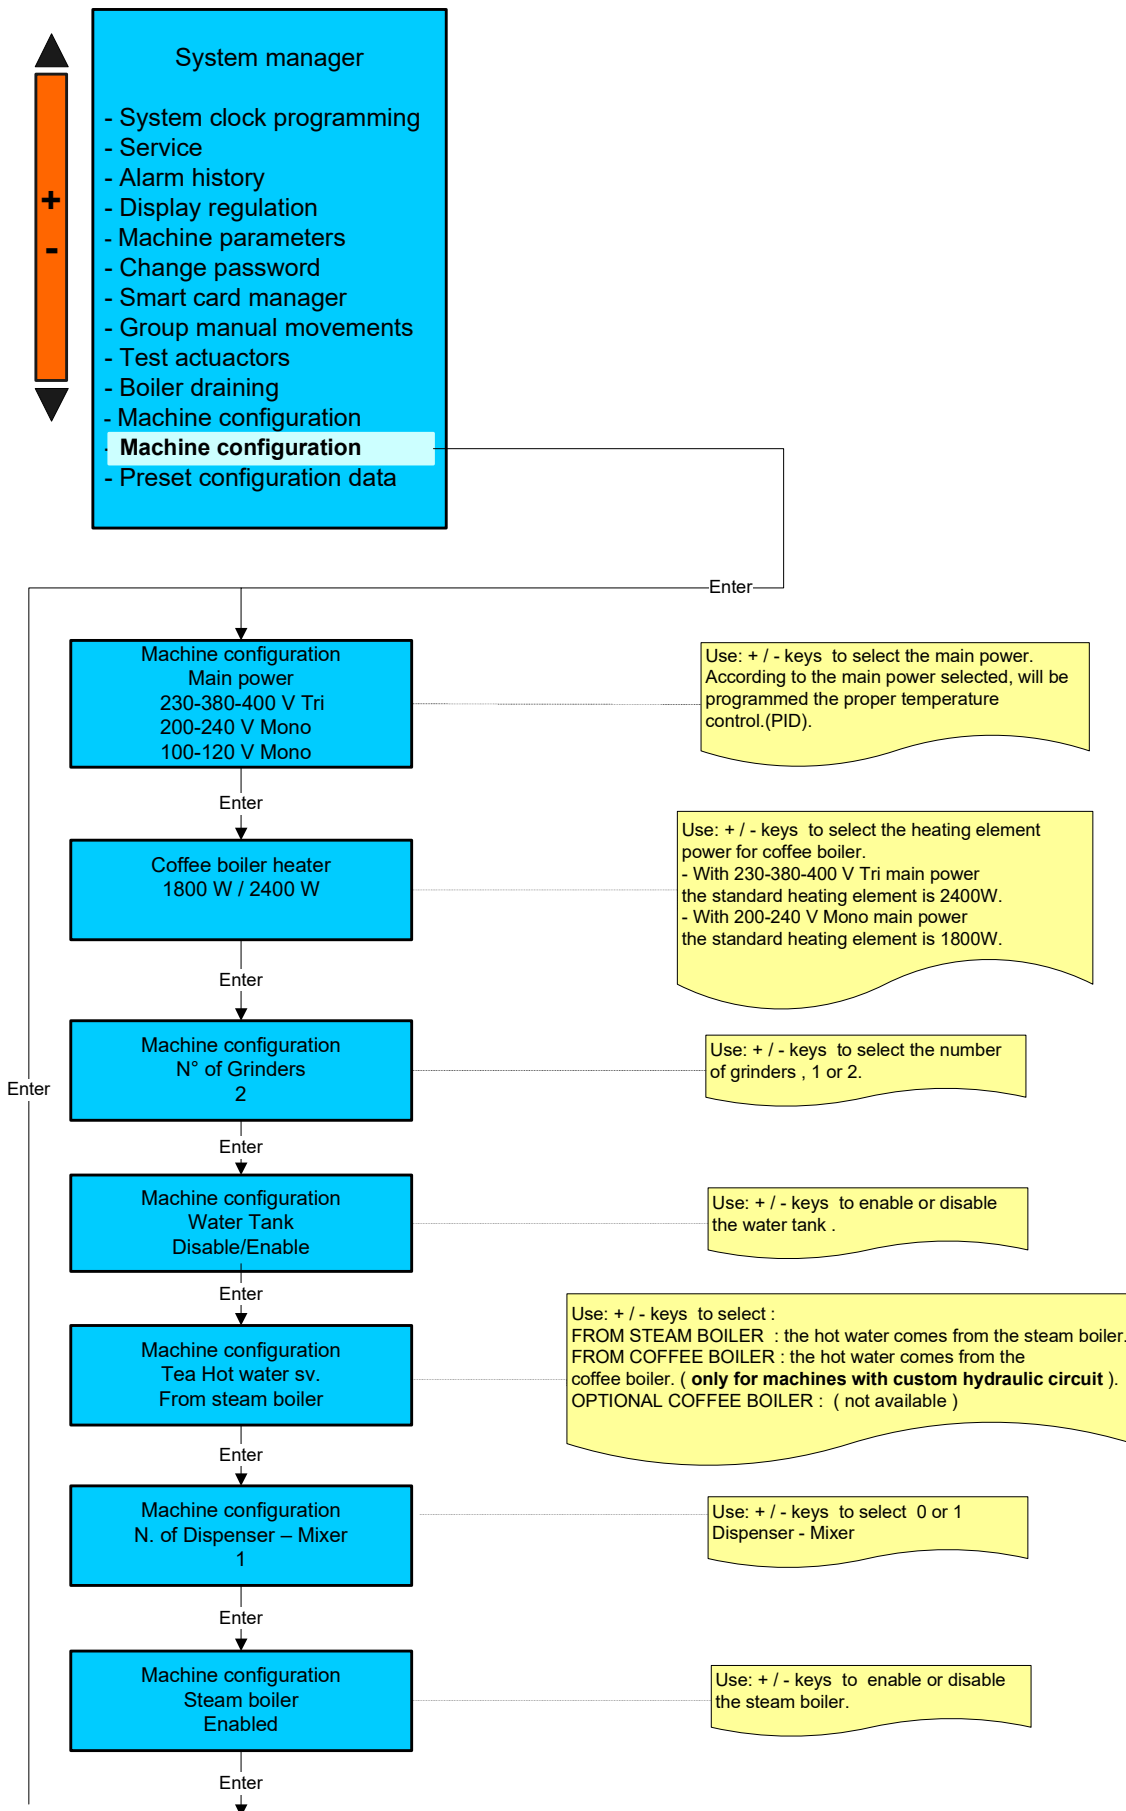 System manager
+
-
- System clock programming
- Service
- Alarm history
- Display regulation
- Machine parameters
- Change password
- Smart card manager
- Group manual movements
- Test actuactors
- Boiler draining
- Machine configuration
- Machine configuration
- Preset configuration data
Enter
Machine configuration
Main power
230-380-400 V Tri
200-240 V Mono
100-120 V Mono
Use: + / - keys to select the main power.
According to the main power selected, will be
programmed the proper temperature
control.(PID).
Enter
Coffee boiler heater
1800 W / 2400 W
Use: + / - keys to select the heating element
power for coffee boiler.
- With 230-380-400 V Tri main power
the standard heating element is 2400W.
- With 200-240 V Mono main power
the standard heating element is 1800W.
Enter
Machine configuration
N° of Grinders
2
Use: + / - keys to select the number
of grinders , 1 or 2.
Enter
Enter
Machine configuration
Water Tank
Disable/Enable
Use: + / - keys to enable or disable
the water tank .
Enter
Machine configuration
Tea Hot water sv.
From steam boiler
Use: + / - keys to select :
FROM STEAM BOILER : the hot water comes from the steam boiler.
FROM COFFEE BOILER : the hot water comes from the
coffee boiler. ( only for machines with custom hydraulic circuit ).
OPTIONAL COFFEE BOILER : ( not available )
Enter
Machine configuration
N. of Dispenser – Mixer
1
Use: + / - keys to select 0 or 1
Dispenser - Mixer
Enter
Machine configuration
Steam boiler
Enabled
Use: + / - keys to enable or disable
the steam boiler.
Enter